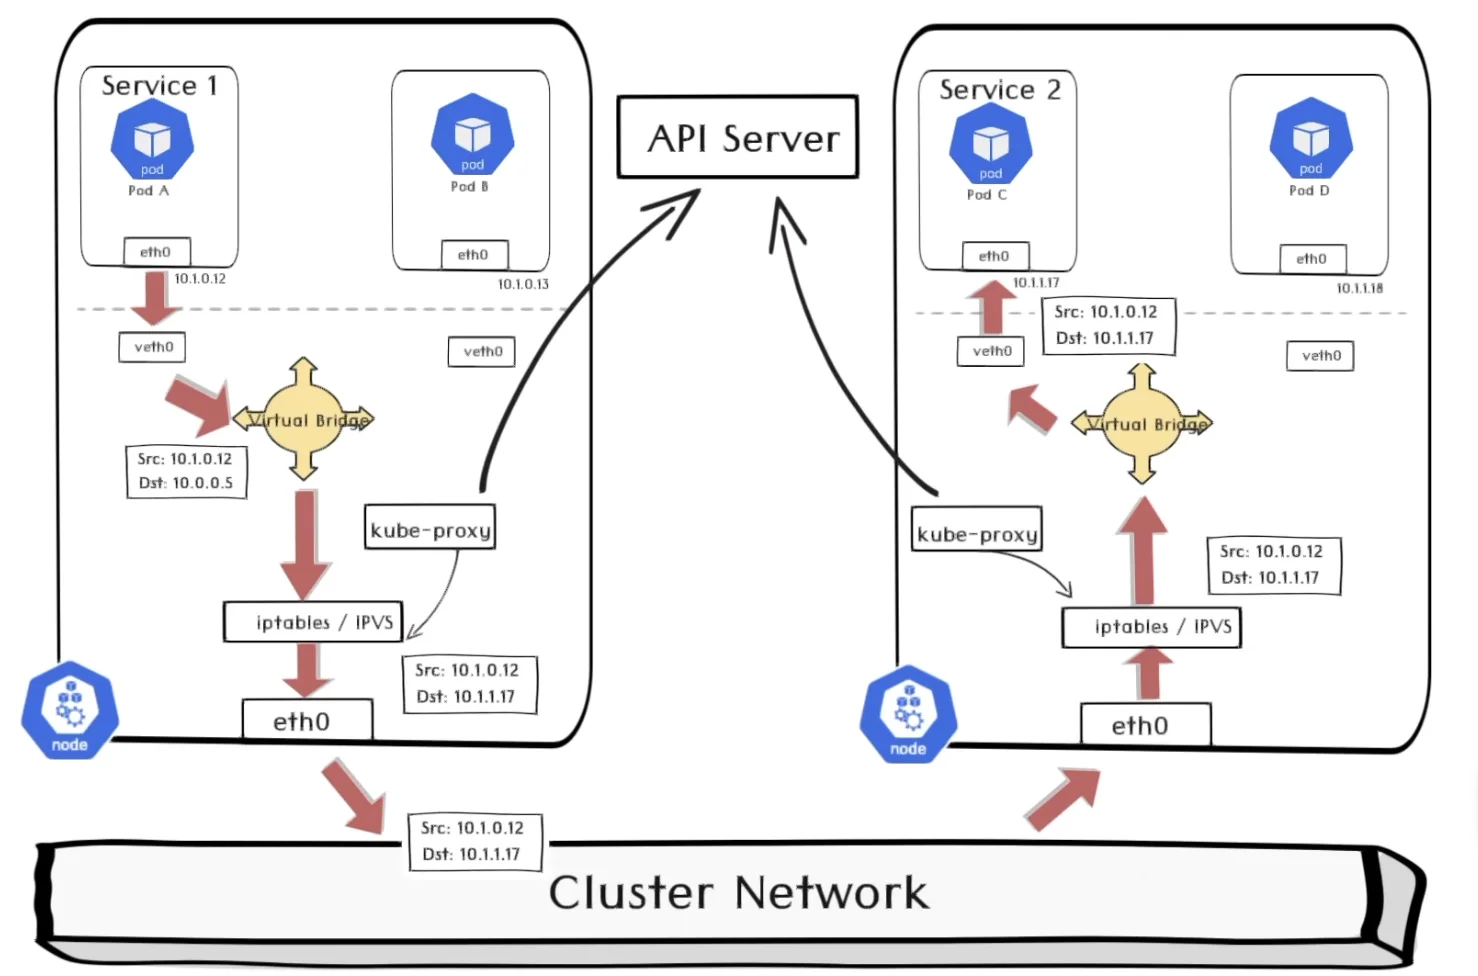 Service 1
pod
Pod A
eth0
10.1.0.12
pod
Pod B
eth0
10.1.0.13
veth0
veth0
Virtual Bridge
Src: 10.1.0.12
Dst: 10.0.0.5
kube-proxy
iptables / IPVS
Src: 10.1.0.12
Dst: 10.1.1.17
eth0
node
API Server
Service 2
pod
Pod C
eth0
10.1.1.17
pod
Pod D
eth0
10.1.1.18
Src: 10.1.0.12
Dst: 10.1.1.17
veth0
veth0
Virtual Bridge
kube-proxy
Src: 10.1.0.12
Dst: 10.1.1.17
iptables / IPVS
eth0
node
Src: 10.1.0.12
Dst: 10.1.1.17
Cluster Network